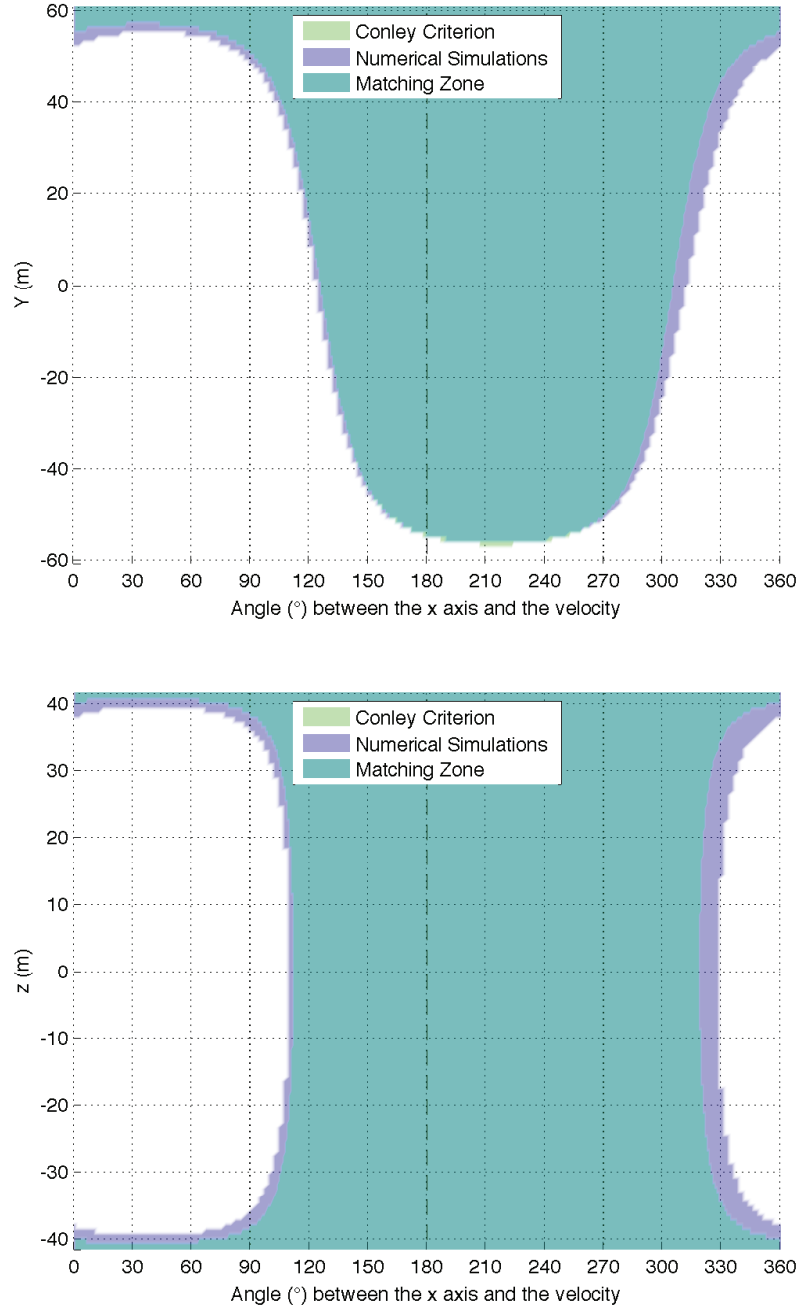 60
40
20
0
-20
-40
-60
Y (m)
Conley Criterion
Numerical Simulations
Matching Zone
0 30 60 90 120 150 180 210 240 270 300 330 360
Angle (°) between the x axis and the velocity
40
30
20
10
0
-10
-20
-30
-40
z (m)
Conley Criterion
Numerical Simulations
Matching Zone
0 30 60 90 120 150 180 210 240 270 300 330 360
Angle (°) between the x axis and the velocity